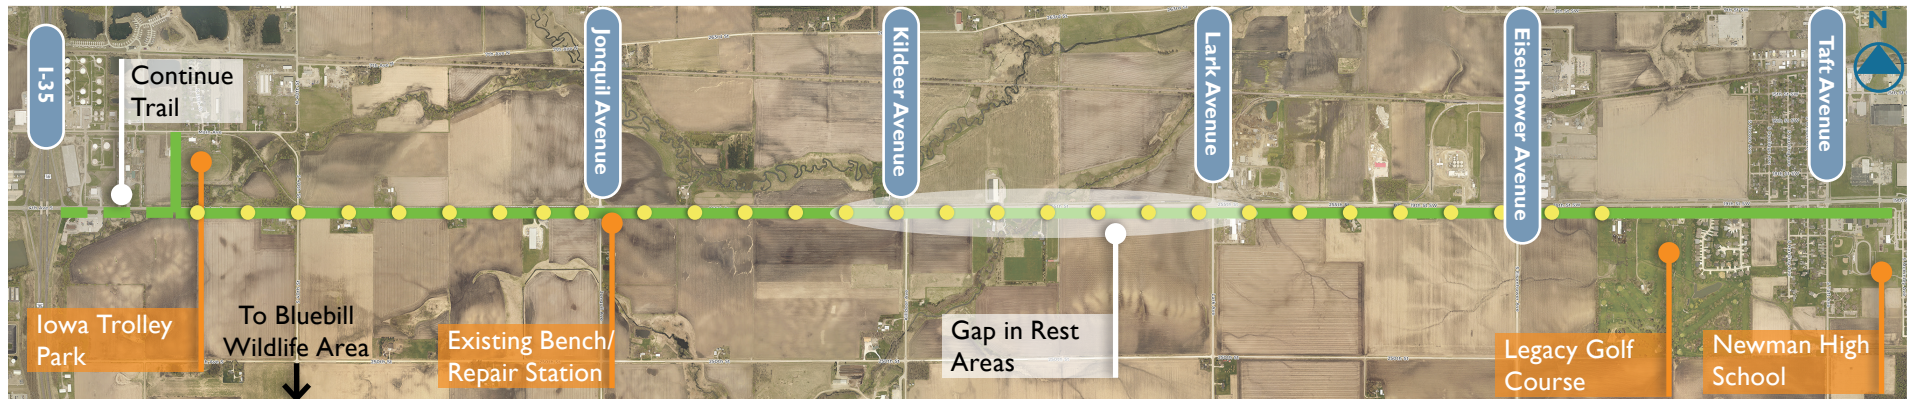 I-35
Continue
Trail
Jonquil Avenue
Kildeer Avenue
Lark Avenue
Eisenhower Avenue
Taft Avenue
N
Iowa Trolley
Park
To Bluebill
Wildlife Area
Existing Bench/
Repair Station
Gap in Rest
Areas
Legacy Golf
Course
Newman High
School